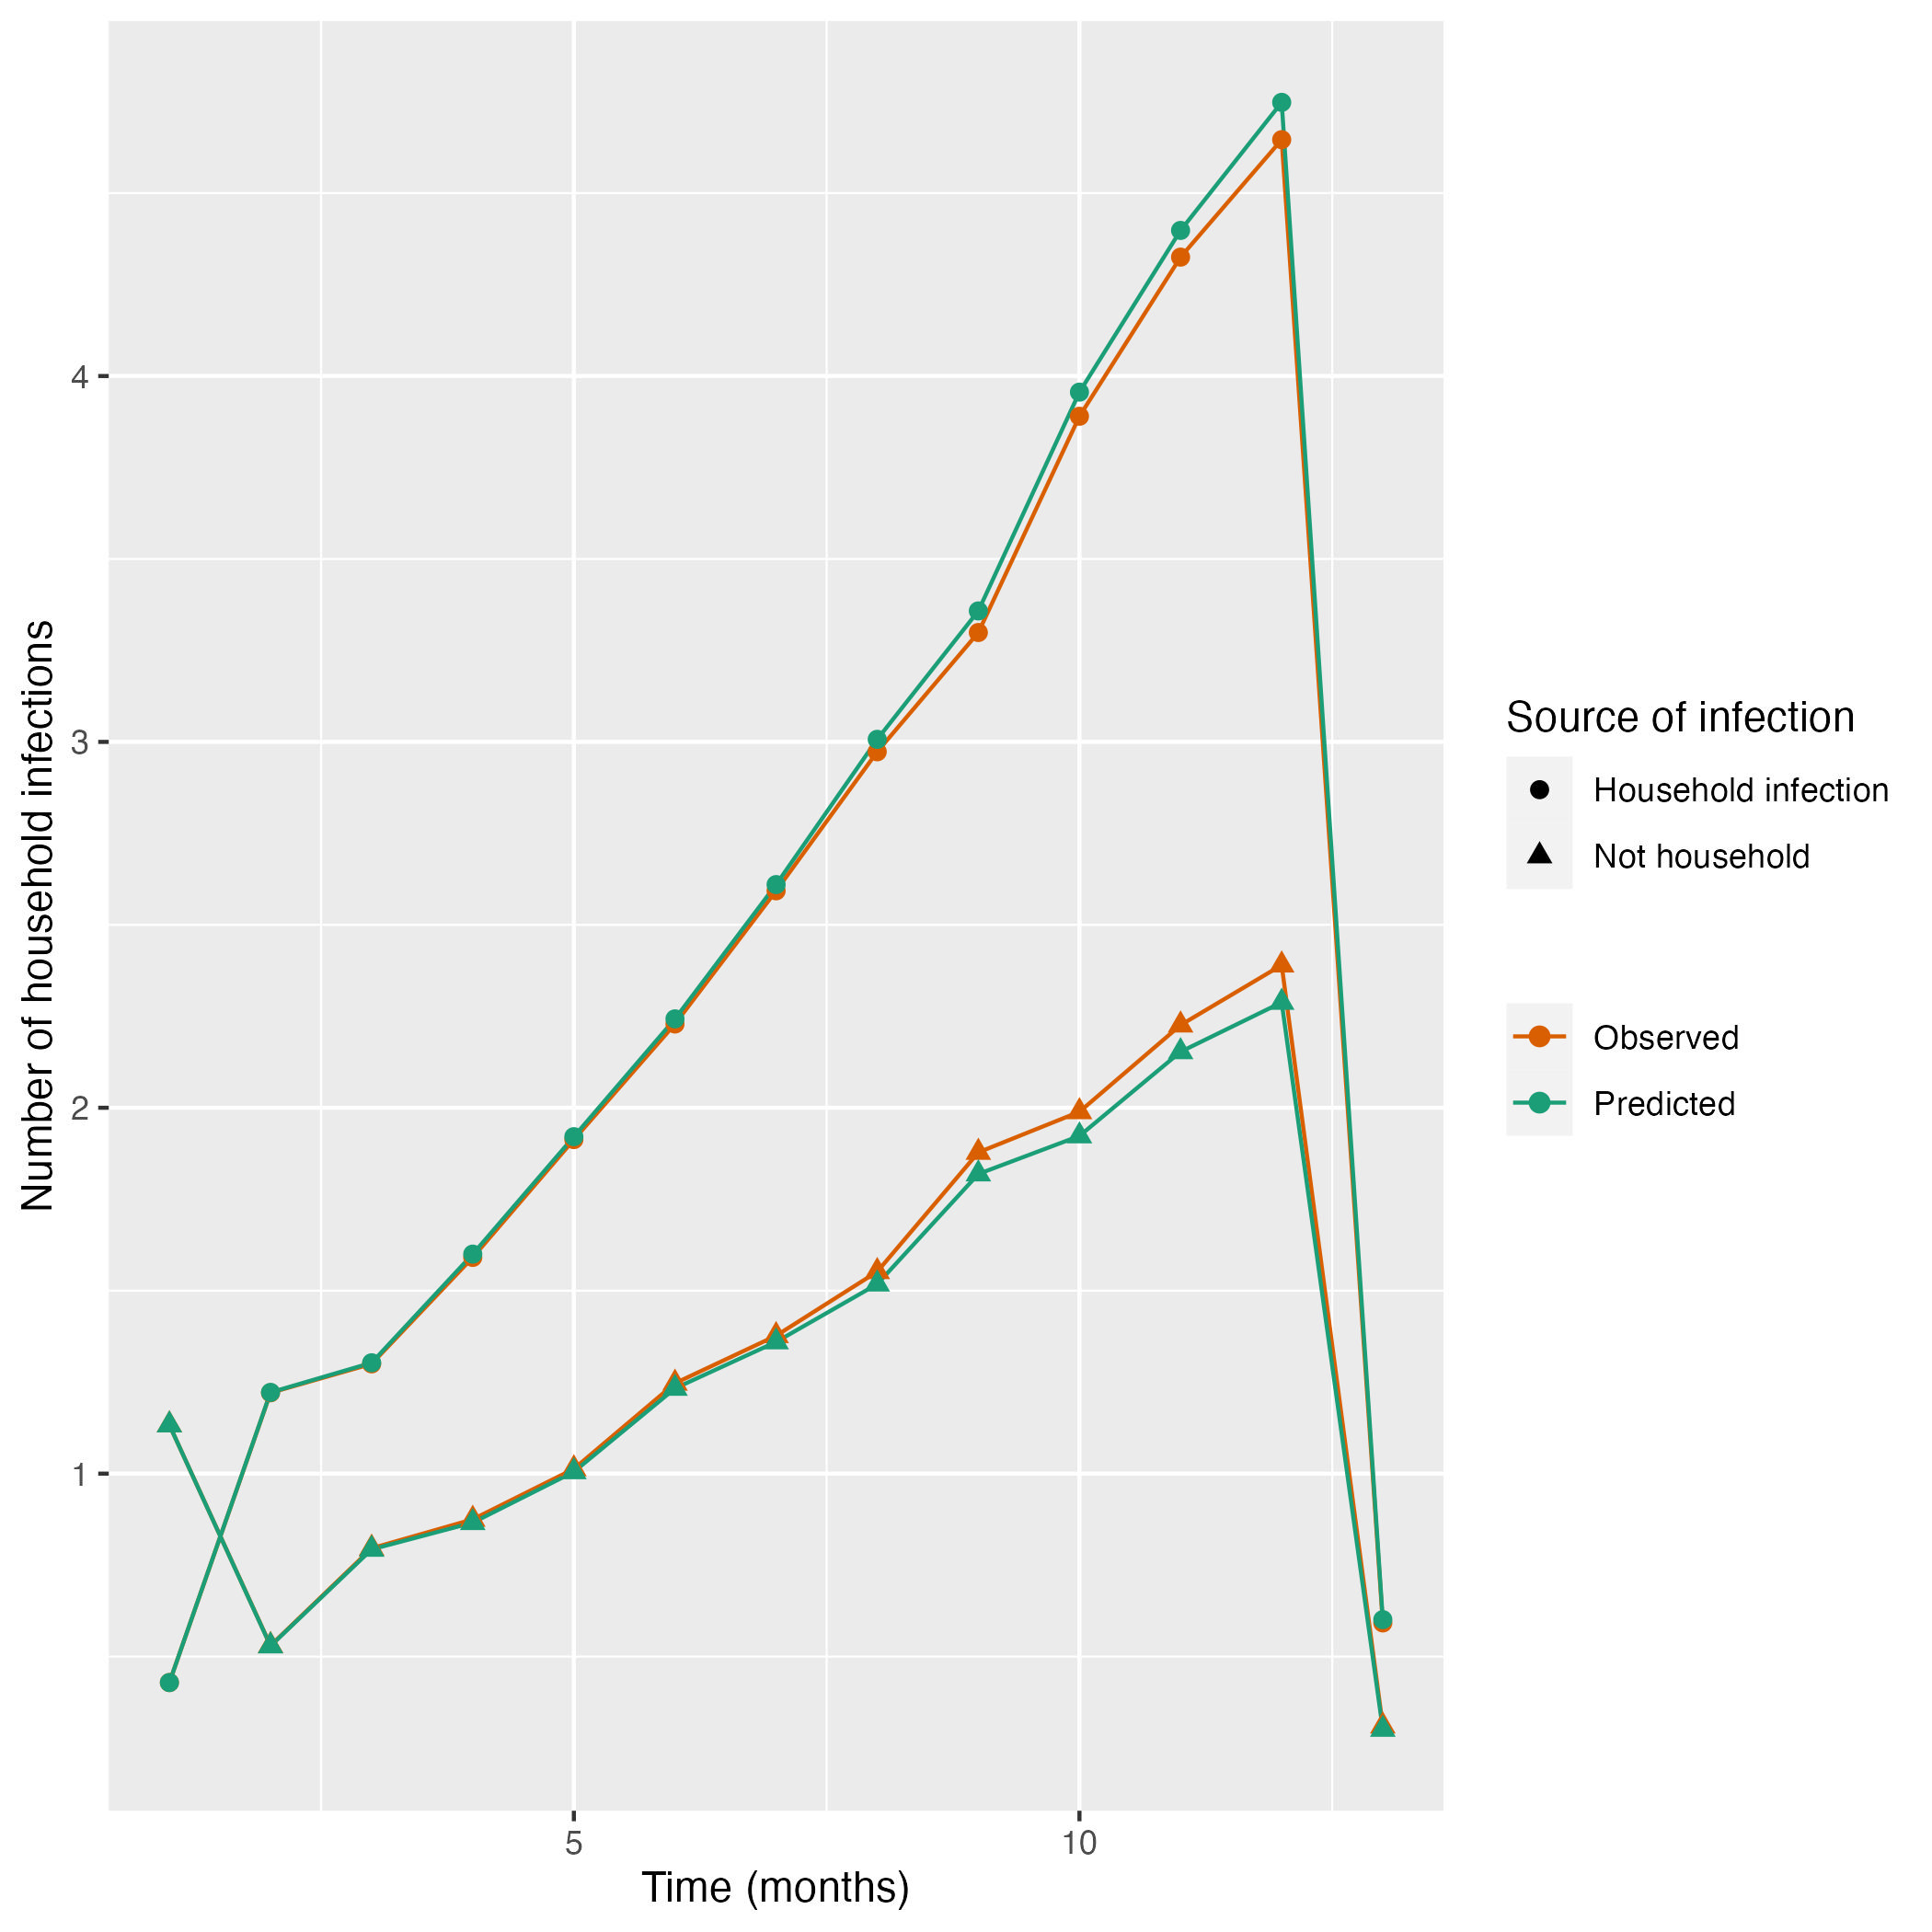 4
3
2
1
5
10
Number of household infections
Time (months)
Source of infection
Household infection
Not household
Observed
Predicted